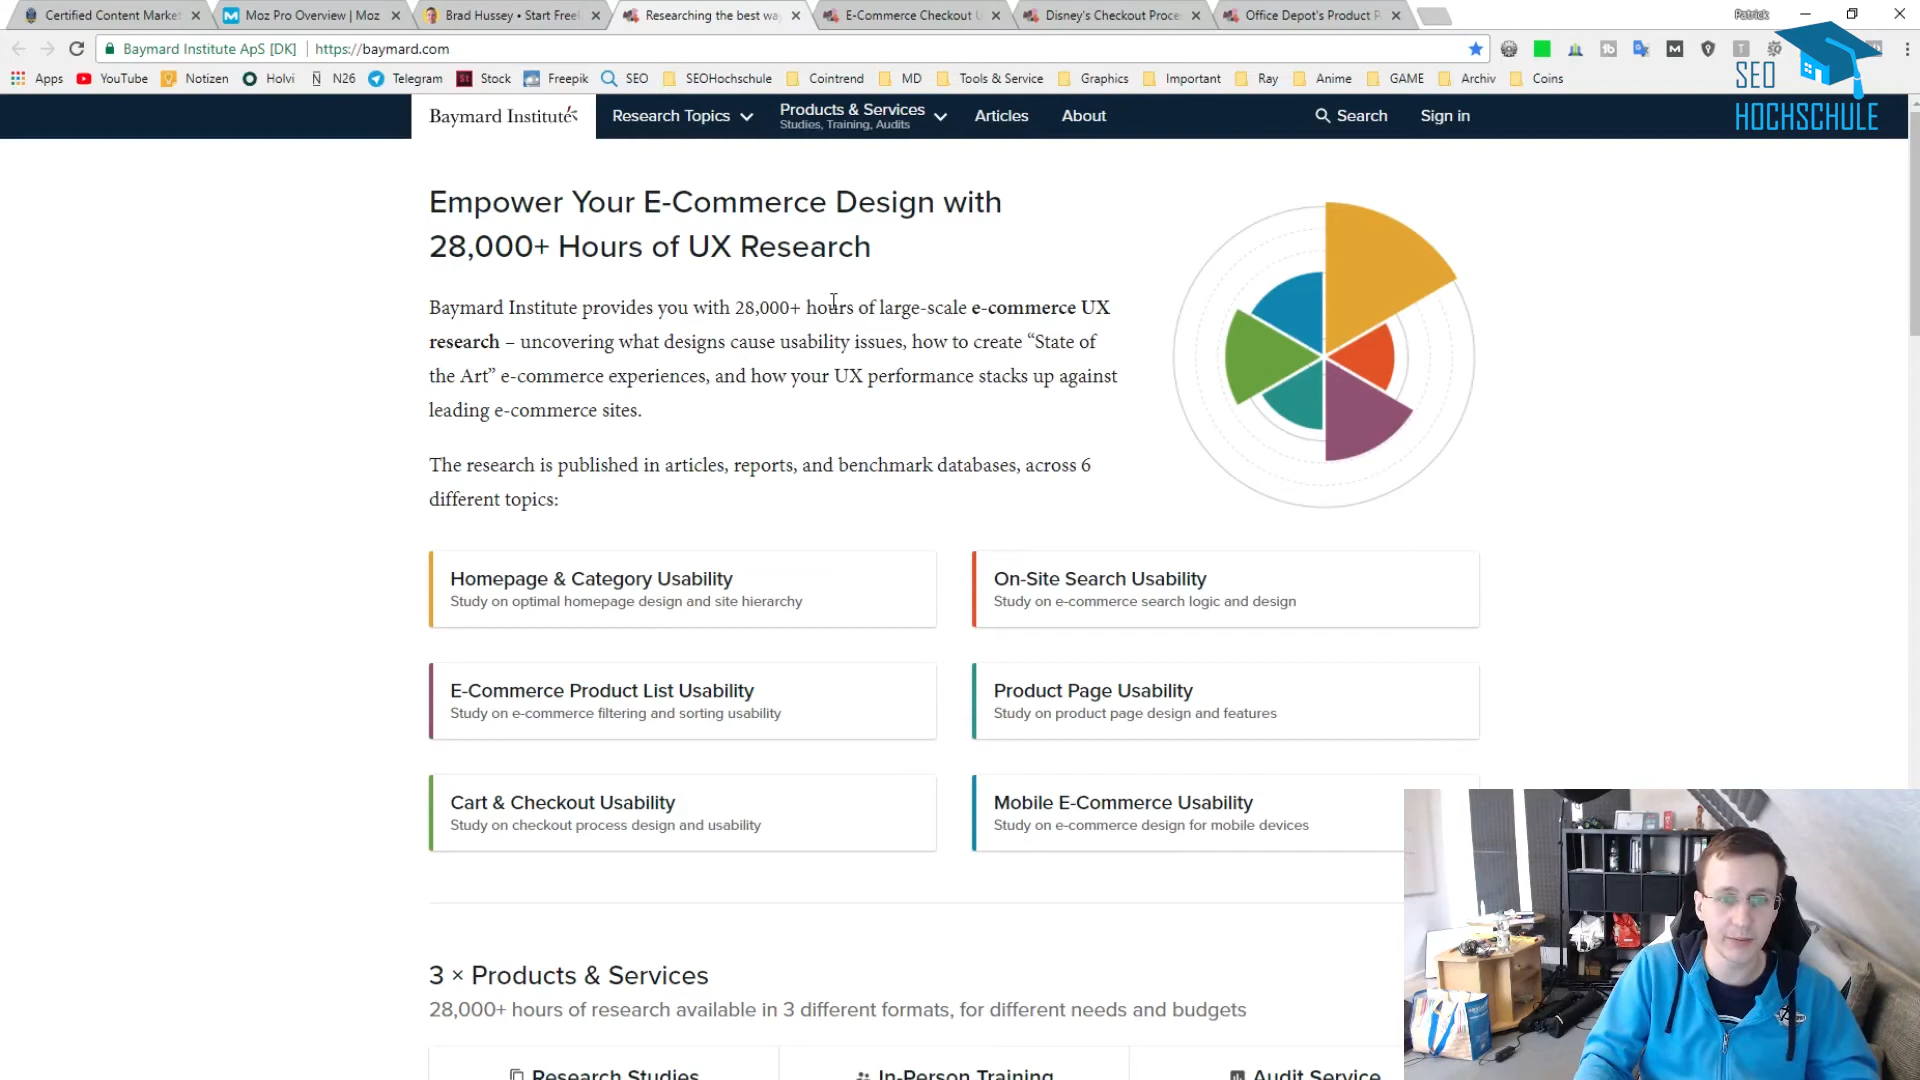 Certified Content Market
Moz Pro Overview | Moz
Brad Hussey • Start Free
Researching the best wa
E-Commerce Checkout U
Disney's Checkout Proce
Office Depot's Product P
Patrick
Baymard Institute ApS [DK] | https://baymard.com
Apps YouTube Notizen Holvi N26 Telegram Stock Freepik SEO SEOHochschule Cointrend MD Tools & Service Graphics Important Ray Anime GAME Archiv Coins
SEO
HOCHSCHULE
Baymard Institute
Research Topics
Products & Services
Studies, Training, Audits
Articles
About
Search
Sign in
Empower Your E-Commerce Design with
28,000+ Hours of UX Research
Baymard Institute provides you with 28,000+ hours of large-scale e-commerce UX
research – uncovering what designs cause usability issues, how to create “State of
the Art” e-commerce experiences, and how your UX performance stacks up against
leading e-commerce sites.
The research is published in articles, reports, and benchmark databases, across 6
different topics:
Homepage & Category Usability
Study on optimal homepage design and site hierarchy
On-Site Search Usability
Study on e-commerce search logic and design
E-Commerce Product List Usability
Study on e-commerce filtering and sorting usability
Product Page Usability
Study on product page design and features
Cart & Checkout Usability
Study on checkout process design and usability
Mobile E-Commerce Usability
Study on e-commerce design for mobile devices
3 × Products & Services
28,000+ hours of research available in 3 different formats, for different needs and budgets
Research Studies
In-Person Training
Audit Service